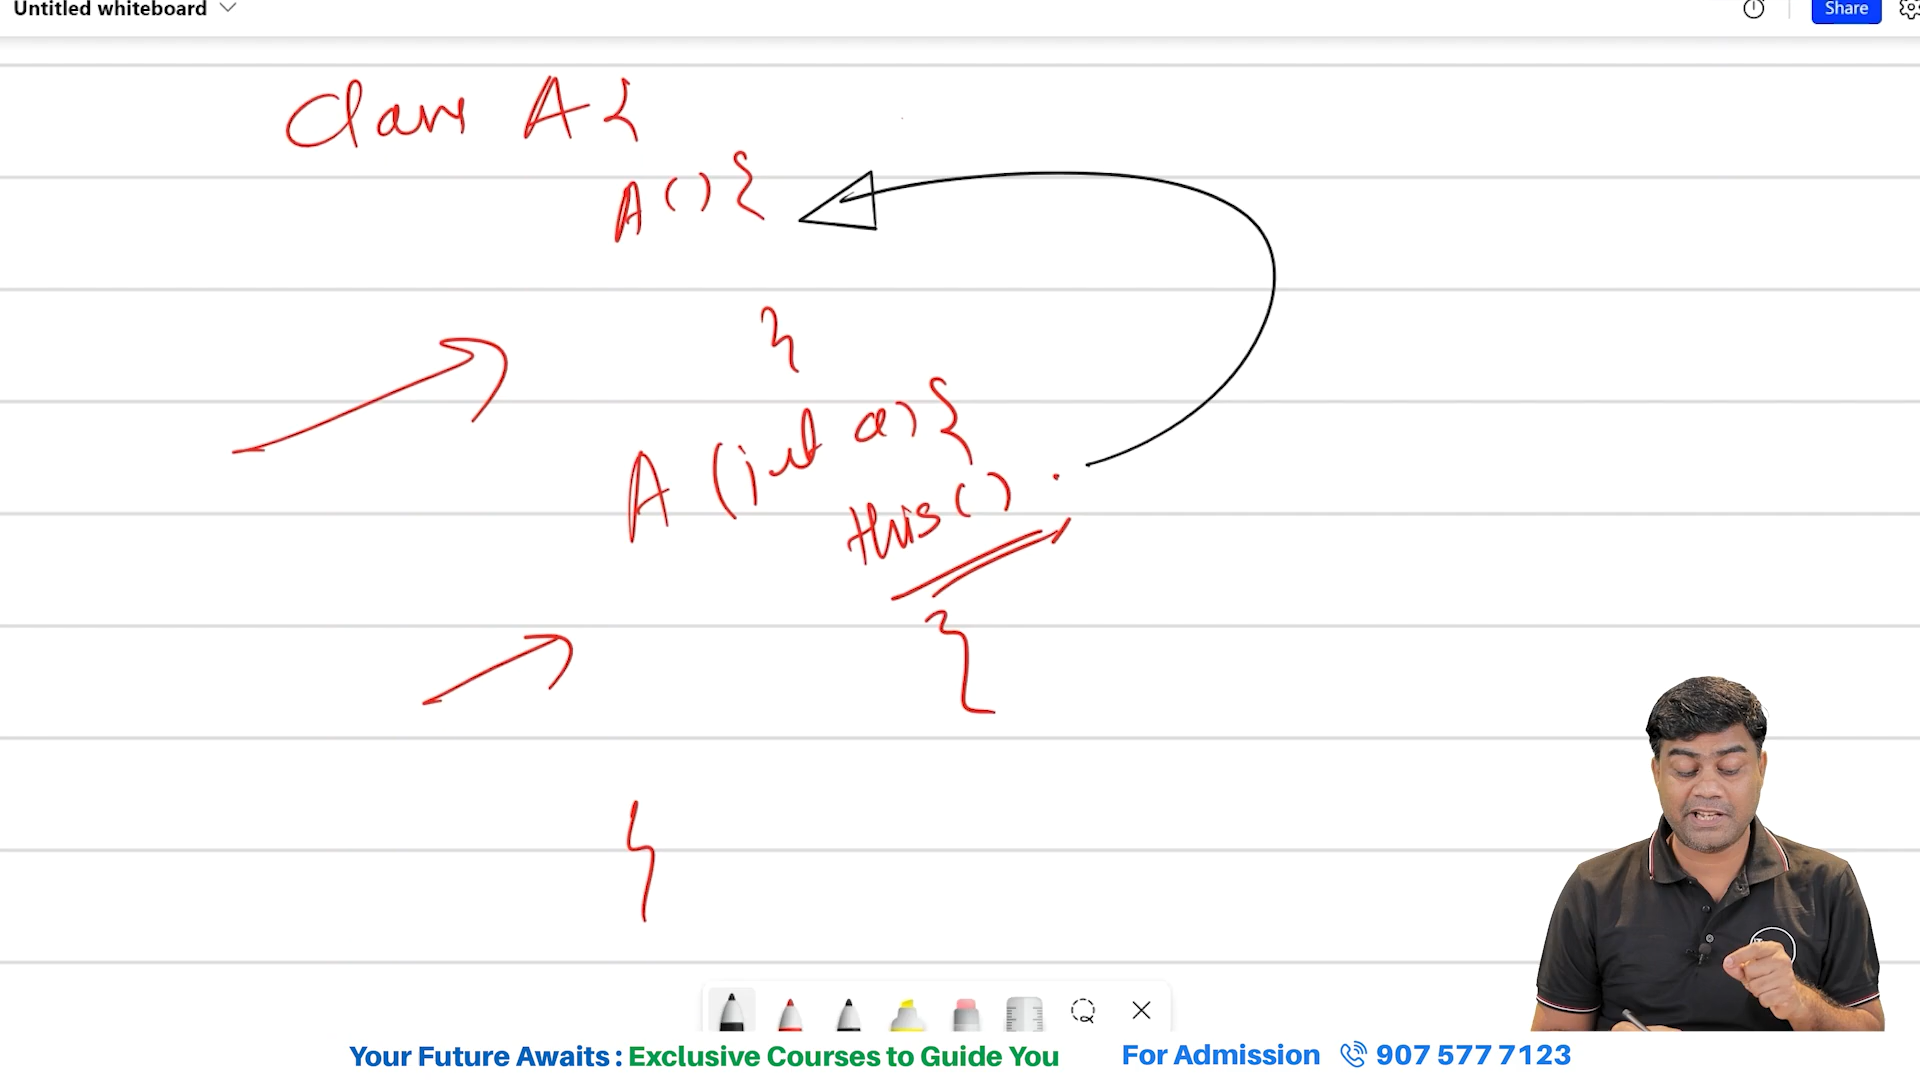 Untitled whiteboard
Share
Class A {
A () {
}
A (int a) {
this() .
}
}
Your Future Awaits : Exclusive Courses to Guide You
For Admission 907 577 7123